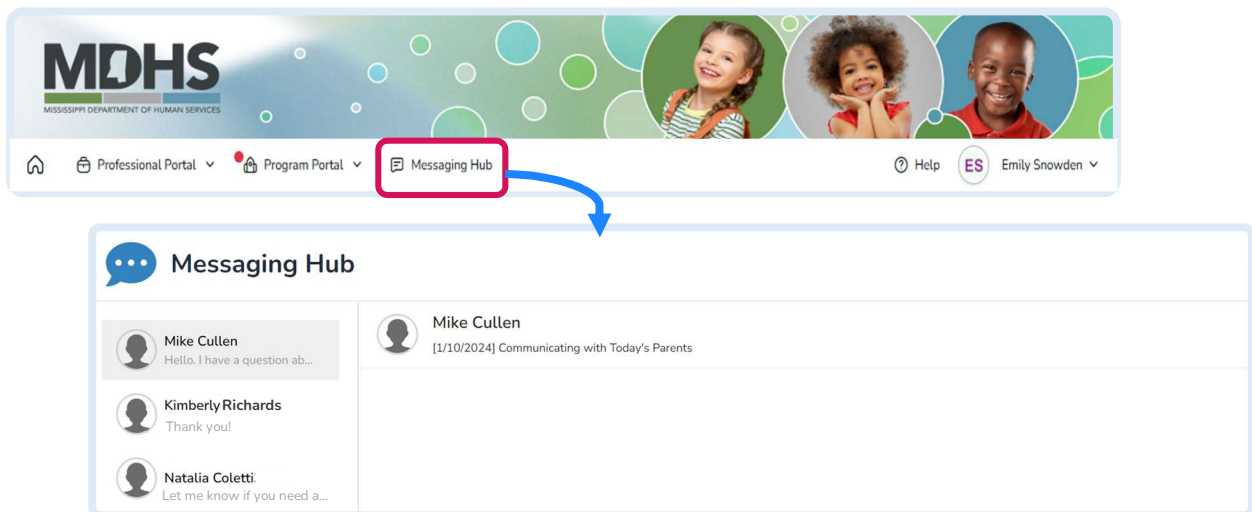 MDHS
MISSISSIPPI DEPARTMENT OF HUMAN SERVICES
Professional Portal
Program Portal
Messaging Hub
Help
ES
Emily Snowden
Messaging Hub
Mike Cullen
Hello. I have a question ab...
Kimberly Richards
Thank you!
Natalia Coletti
Let me know if you need a...
Mike Cullen
[1/10/2024] Communicating with Today's Parents